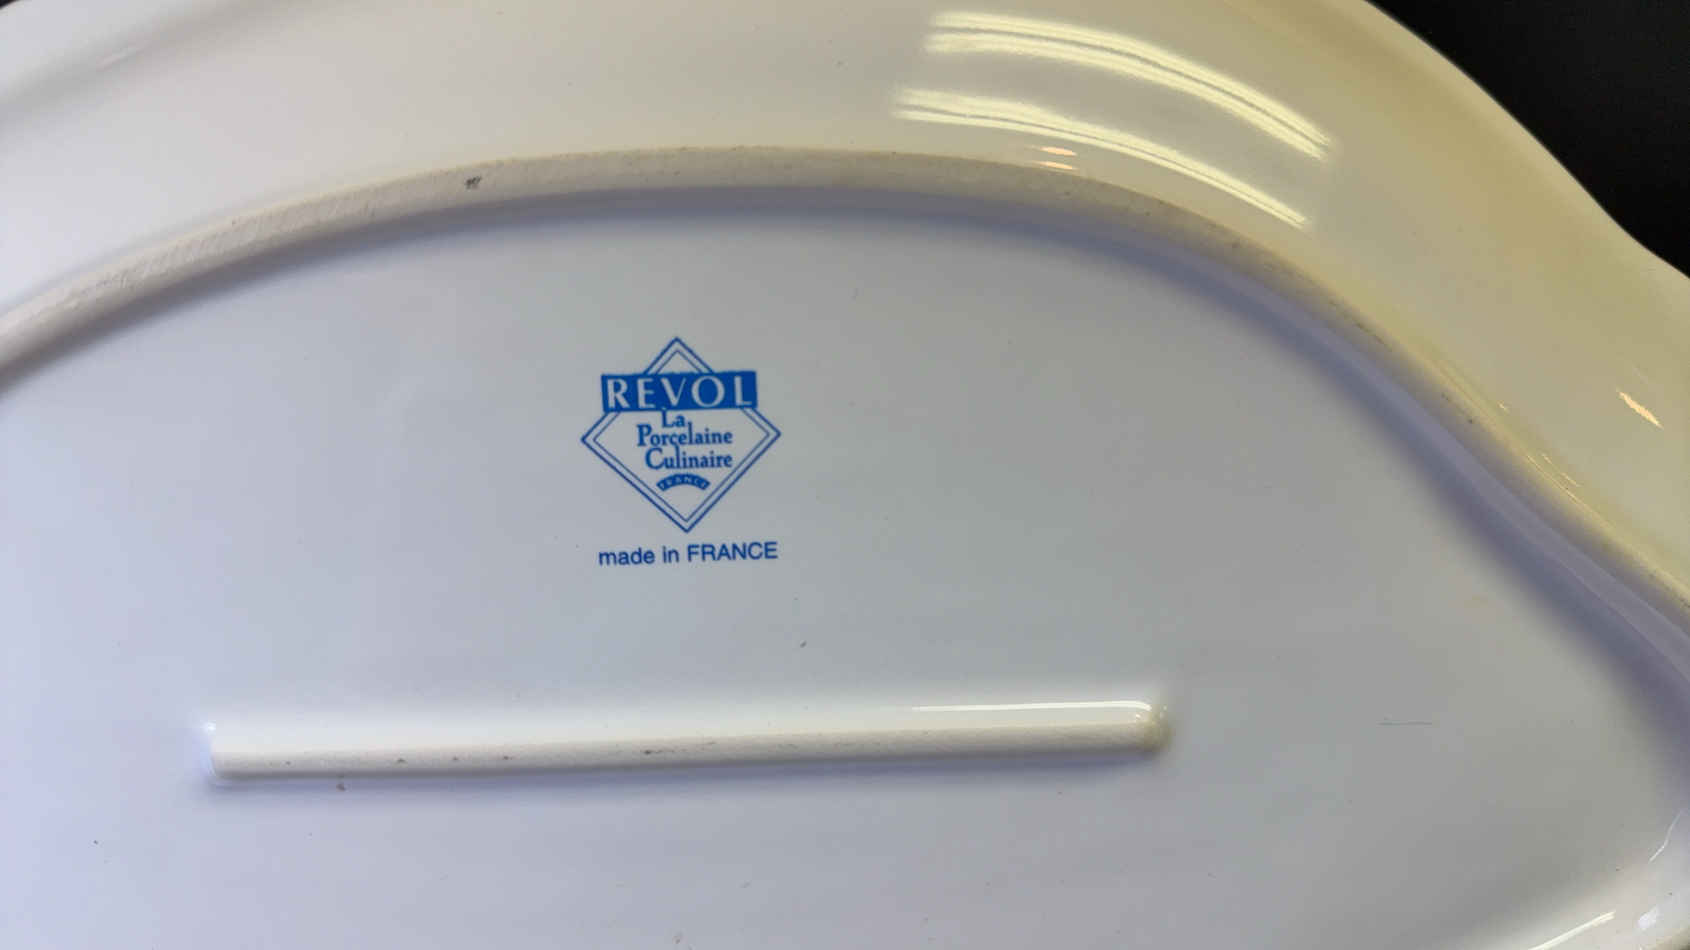 REVOL
La
Porcelaine
Culinaire
FRANCE
made in FRANCE